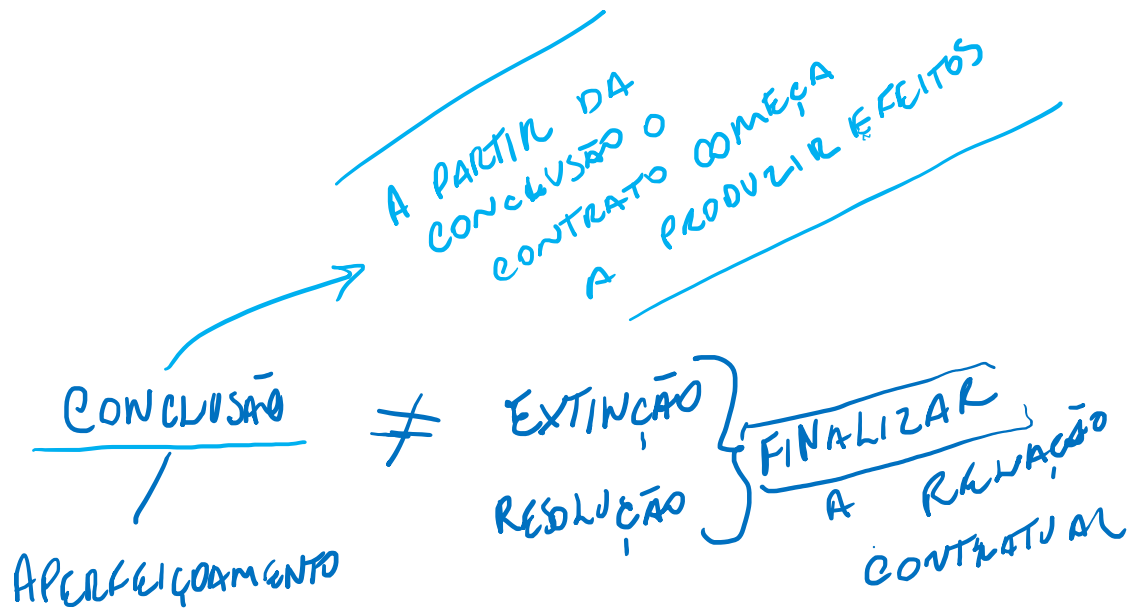 A PARTIR DA
CONCLUSÃO O
CONTRATO COMEÇA
A PRODUZIR EFEITOS
CONCLUSÃO ≠ EXTINÇÃO
RESOLUÇÃO
FINALIZAR
A RELAÇÃO
CONTRATUAL
APERFEIÇOAMENTO